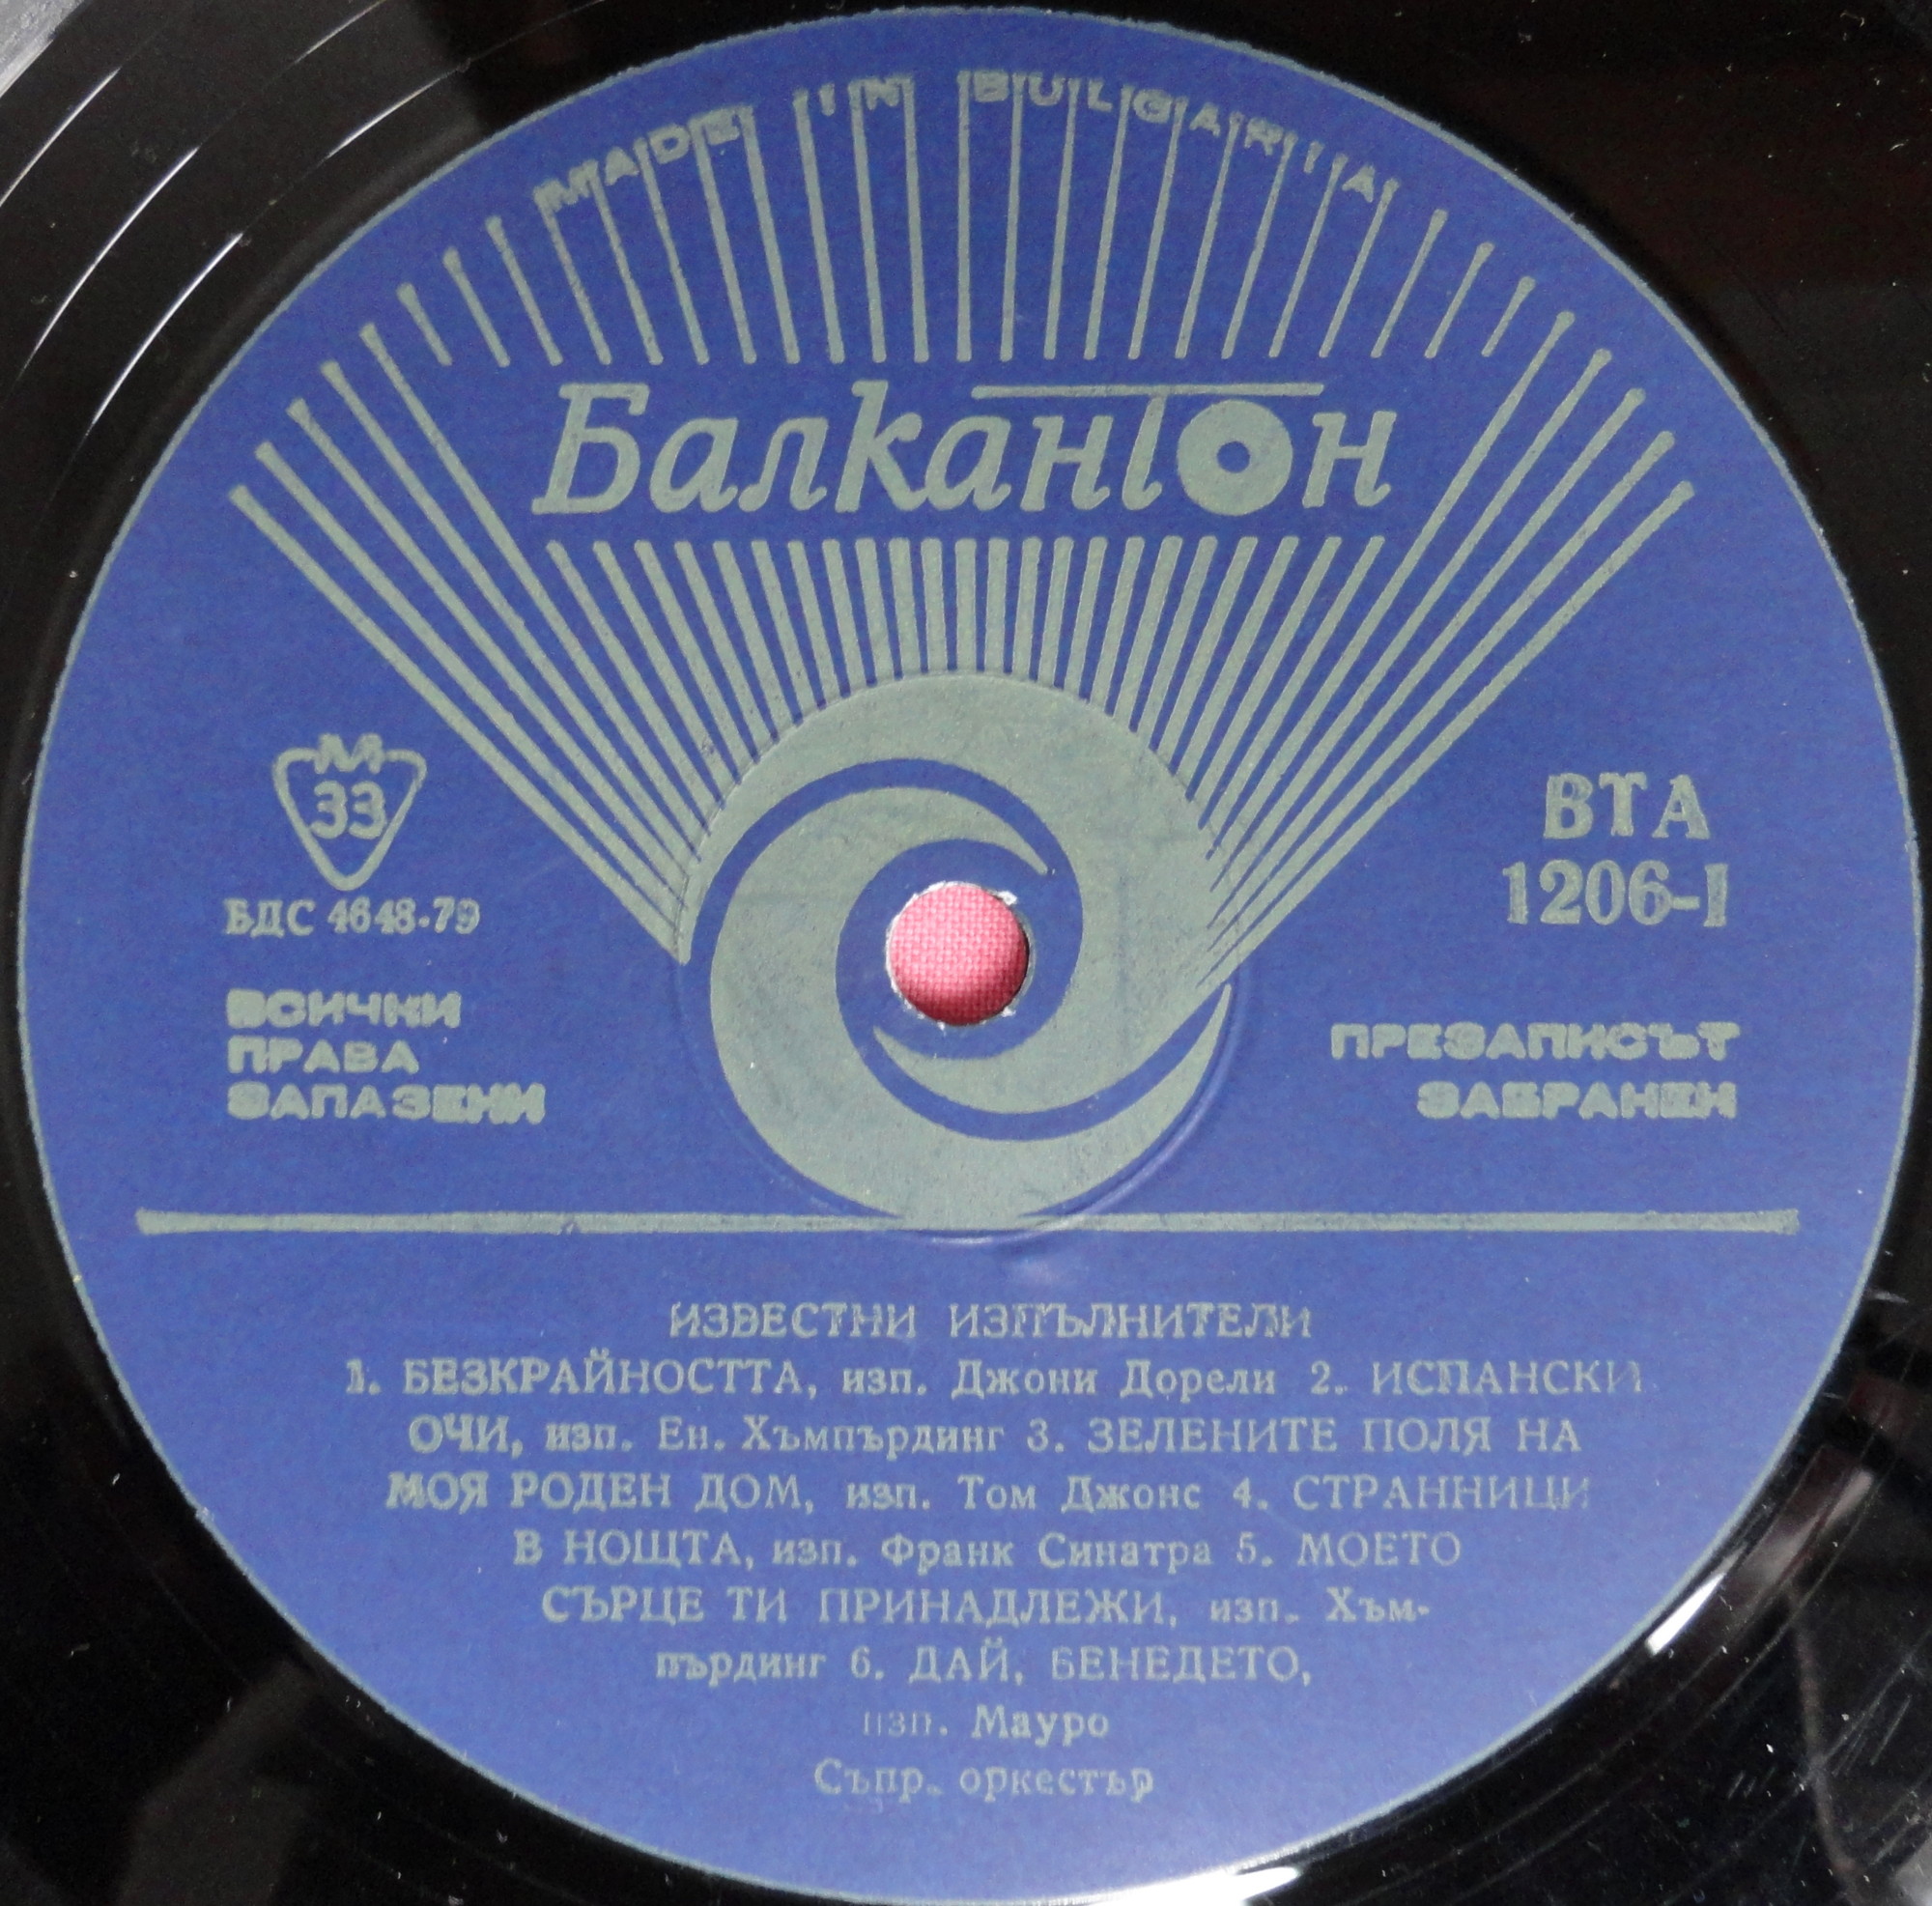 MADE IN BULGARIA
Балкантон
М
33
БДС 4648-79
ВСИЧКИ
ПРАВА
ЗАПАЗЕНИ
ВТА
1206-I
ПРЕЗАПИСЪТ
ЗАБРАНЕН
ИЗВЕСТНИ ИЗПЪЛНИТЕЛИ
1. БЕЗКРАЙНОСТТА, изп. Джони Дорели 2. ИСПАНСКИ
ОЧИ, изп. Ен. Хъмпърдинг 3. ЗЕЛЕНИТЕ ПОЛЯ НА
МОЯ РОДЕН ДОМ, изп. Том Джонс 4. СТРАННИЦИ
В НОЩТА, изп. Франк Синатра 5. МОЕТО
СЪРЦЕ ТИ ПРИНАДЛЕЖИ, изп. Хъм-
пърдинг 6. ДАЙ, БЕНЕДЕТО,
изп. Мауро
Съпр. оркестър